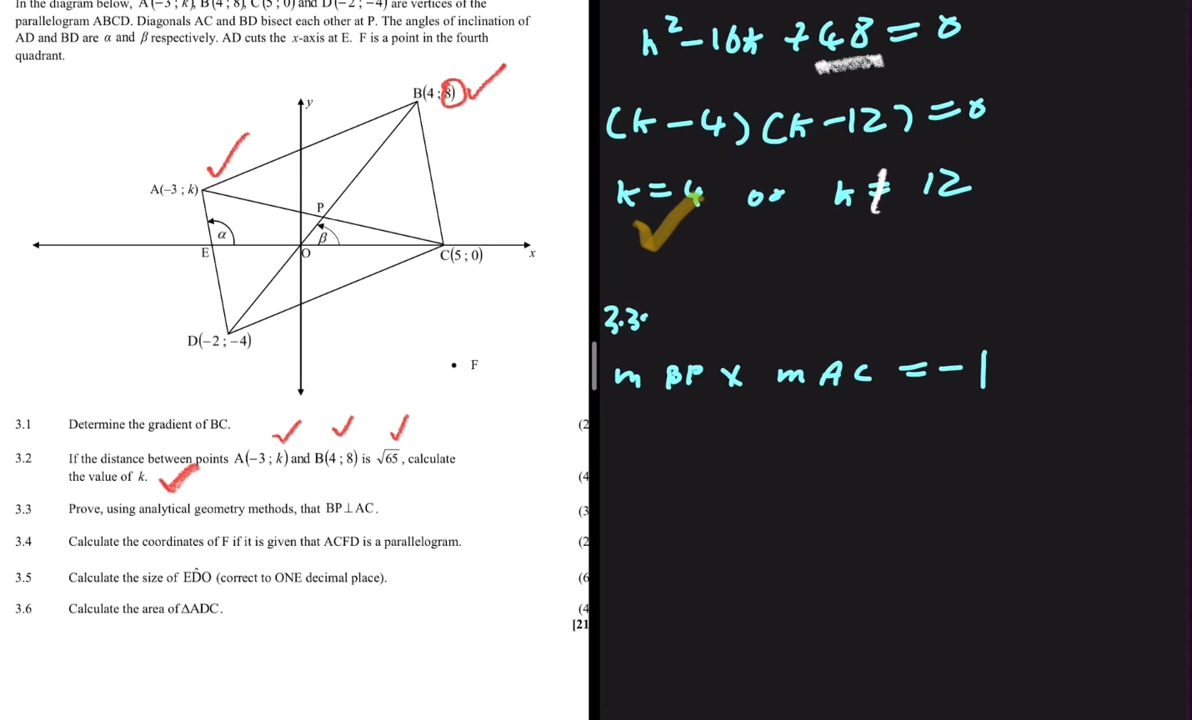 In the diagram below, A(−3 ; k), B(4 ; 8), C(5 ; 0) and D(−2 ; −4) are vertices of the
parallelogram ABCD. Diagonals AC and BD bisect each other at P. The angles of inclination of
AD and BD are α and β respectively. AD cuts the x-axis at E. F is a point in the fourth
quadrant.
B(4 ; 8)
y
A(−3 ; k)
P
α
β
E
O
C(5 ; 0)
x
D(−2 ; −4)
F
3.1 Determine the gradient of BC. (2
3.2 If the distance between points A(−3 ; k) and B(4 ; 8) is √65, calculate
the value of k. (4
3.3 Prove, using analytical geometry methods, that BP ⊥ AC. (3
3.4 Calculate the coordinates of F if it is given that ACFD is a parallelogram. (2
3.5 Calculate the size of ED̂O (correct to ONE decimal place). (6
3.6 Calculate the area of ΔADC. (4
[21
k² − 16k + 48 = 0
(k − 4) (k − 12) = 0
k = 4 or k ≠ 12
3.3.
m BP × m AC = −1